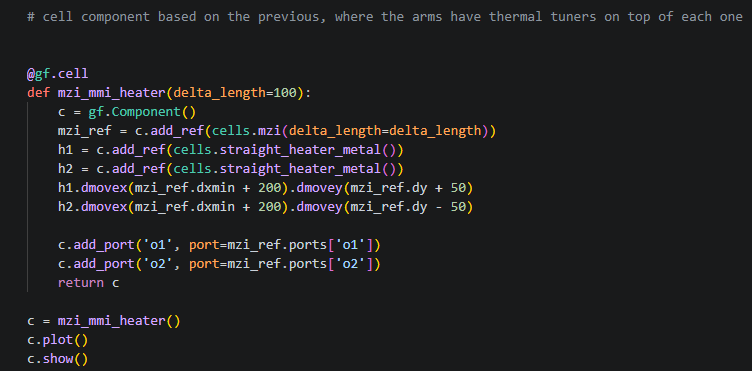 # cell component based on the previous, where the arms have thermal tuners on top of each one
@gf.cell
def mzi_mmi_heater(delta_length=100):
    c = gf.Component()
    mzi_ref = c.add_ref(cells.mzi(delta_length=delta_length))
    h1 = c.add_ref(cells.straight_heater_metal())
    h2 = c.add_ref(cells.straight_heater_metal())
    h1.dmovex(mzi_ref.dxmin + 200).dmovey(mzi_ref.dy + 50)
    h2.dmovex(mzi_ref.dxmin + 200).dmovey(mzi_ref.dy - 50)
    c.add_port('o1', port=mzi_ref.ports['o1'])
    c.add_port('o2', port=mzi_ref.ports['o2'])
    return c
c = mzi_mmi_heater()
c.plot()
c.show()